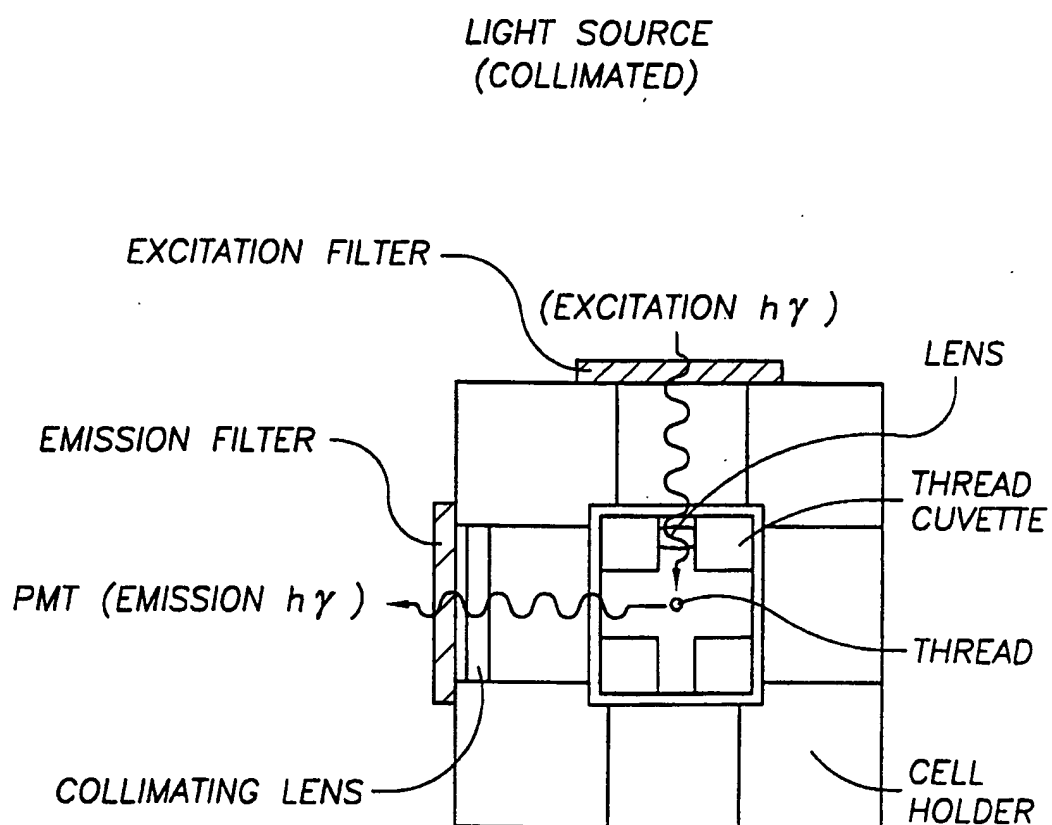 LIGHT SOURCE
(COLLIMATED)
EXCITATION FILTER
(EXCITATION hγ )
LENS
EMISSION FILTER
THREAD
CUVETTE
PMT (EMISSION hγ )
THREAD
COLLIMATING LENS
CELL
HOLDER